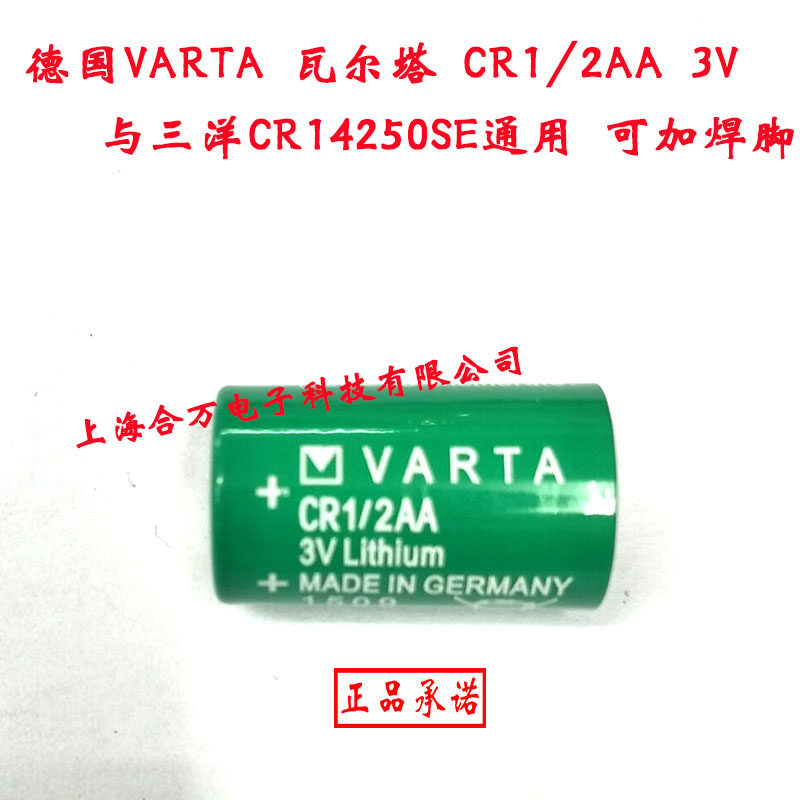 德国VARTA 瓦尔塔 CR1/2AA 3V
与三洋CR14250SE通用 可加焊脚
上海合万电子科技有限公司
VARTA
+ CR1/2AA
3V Lithium
+ MADE IN GERMANY
正品承诺